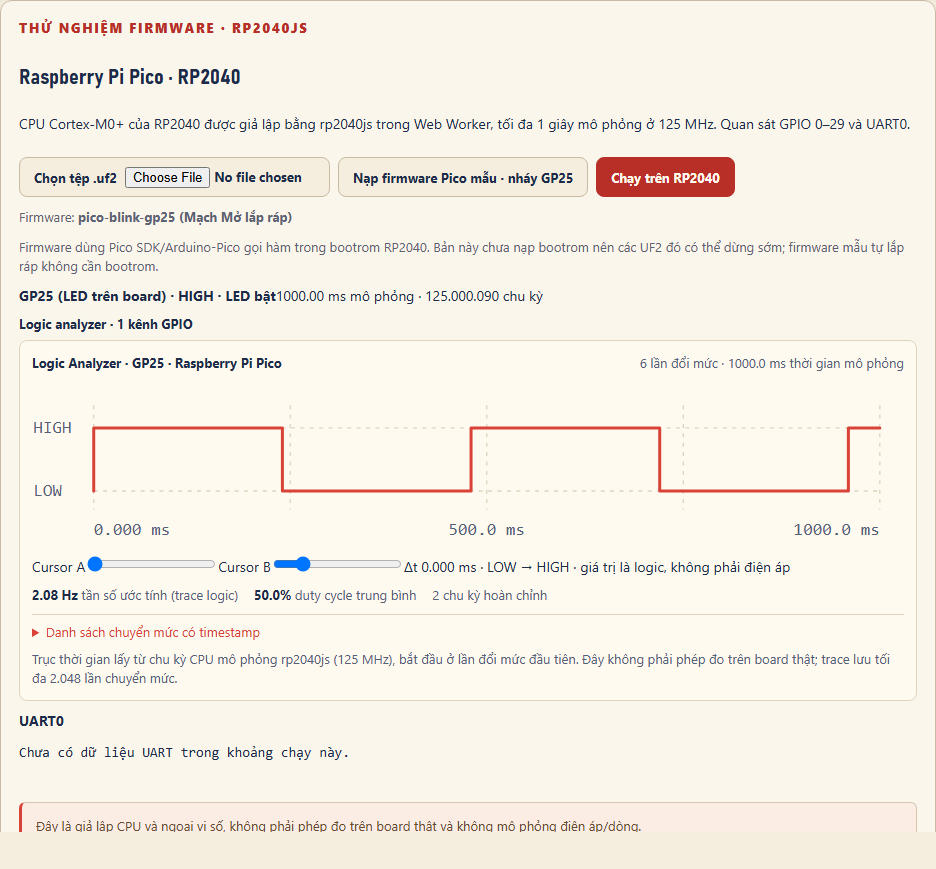 THỬ NGHIỆM FIRMWARE · RP2040JS
Raspberry Pi Pico · RP2040
CPU Cortex-M0+ của RP2040 được giả lập bằng rp2040js trong Web Worker, tối đa 1 giây mô phỏng ở 125 MHz. Quan sát GPIO 0–29 và UART0.
Chọn tệp .uf2 Choose File No file chosen Nạp firmware Pico mẫu · nháy GP25 Chạy trên RP2040
Firmware: pico-blink-gp25 (Mạch Mở lắp ráp)
Firmware dùng Pico SDK/Arduino-Pico gọi hàm trong bootrom RP2040. Bản này chưa nạp bootrom nên các UF2 đó có thể dừng sớm; firmware mẫu tự lắp
ráp không cần bootrom.
GP25 (LED trên board) · HIGH · LED bật1000.00 ms mô phỏng · 125.000.090 chu kỳ
Logic analyzer · 1 kênh GPIO
Logic Analyzer · GP25 · Raspberry Pi Pico 6 lần đổi mức · 1000.0 ms thời gian mô phỏng
HIGH
LOW
0.000 ms 500.0 ms 1000.0 ms
Cursor A Cursor B Δt 0.000 ms · LOW → HIGH · giá trị là logic, không phải điện áp
2.08 Hz tần số ước tính (trace logic) 50.0% duty cycle trung bình 2 chu kỳ hoàn chỉnh
▶ Danh sách chuyển mức có timestamp
Trục thời gian lấy từ chu kỳ CPU mô phỏng rp2040js (125 MHz), bắt đầu ở lần đổi mức đầu tiên. Đây không phải phép đo trên board thật; trace lưu tối
đa 2.048 lần chuyển mức.
UART0
Chưa có dữ liệu UART trong khoảng chạy này.
Đây là giả lập CPU và ngoại vi số, không phải phép đo trên board thật và không mô phỏng điện áp/dòng.